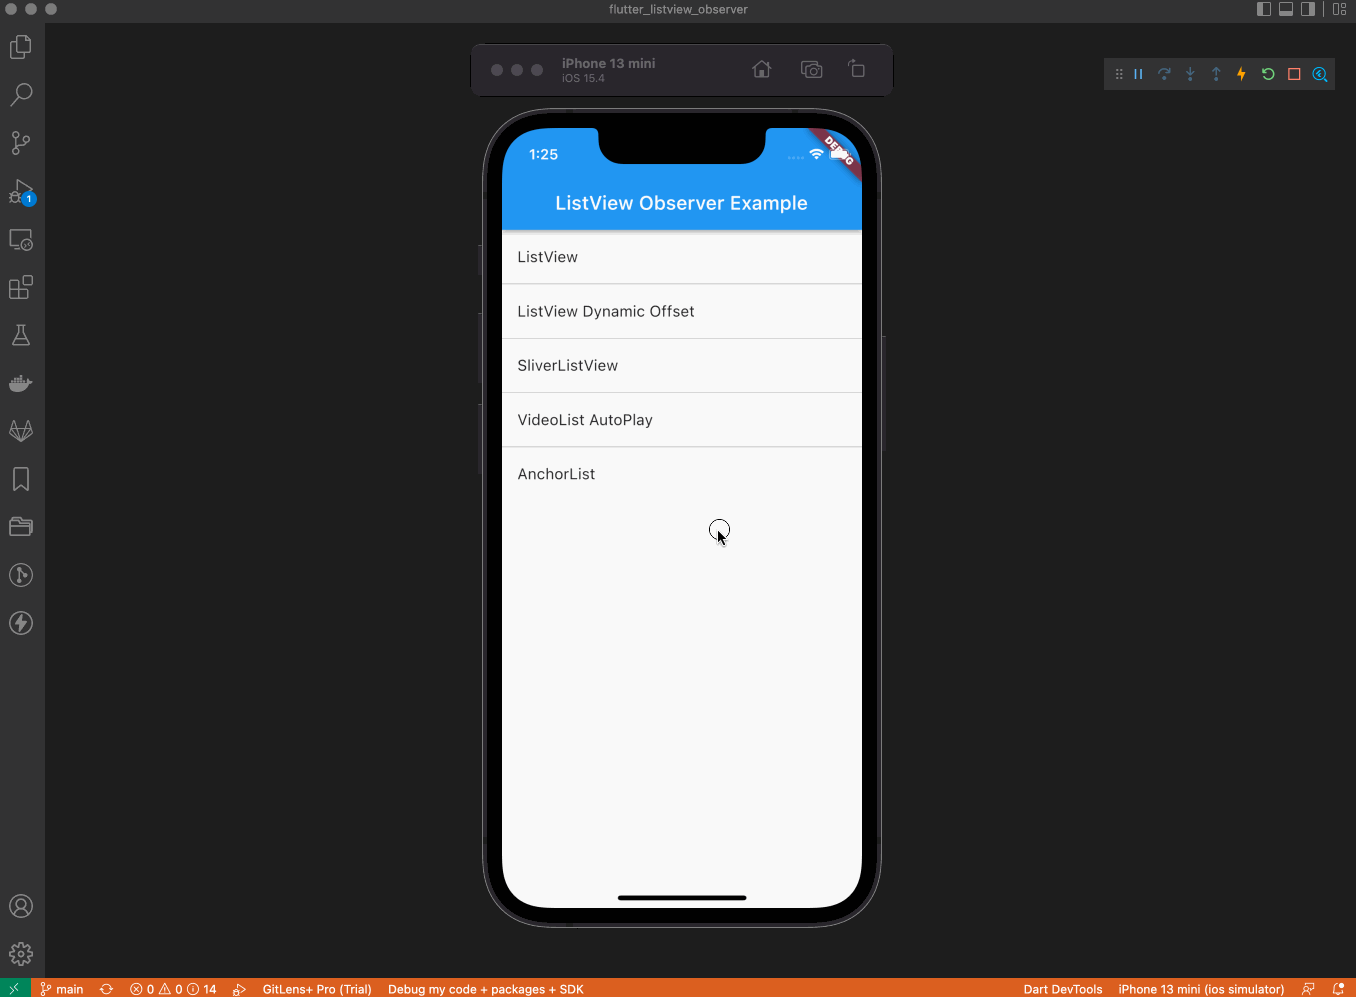 flutter_listview_observer
iPhone 13 mini
iOS 15.4
1:25
DEBUG
ListView Observer Example
ListView
ListView Dynamic Offset
SliverListView
VideoList AutoPlay
AnchorList
1
main 0 0 14 GitLens+ Pro (Trial) Debug my code + packages + SDK Dart DevTools iPhone 13 mini (ios simulator)